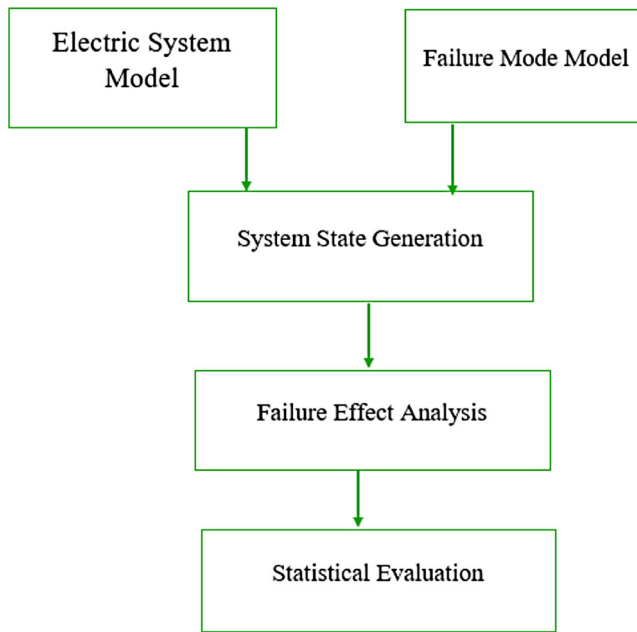 Electric System
Model
Failure Mode Model
System State Generation
Failure Effect Analysis
Statistical Evaluation